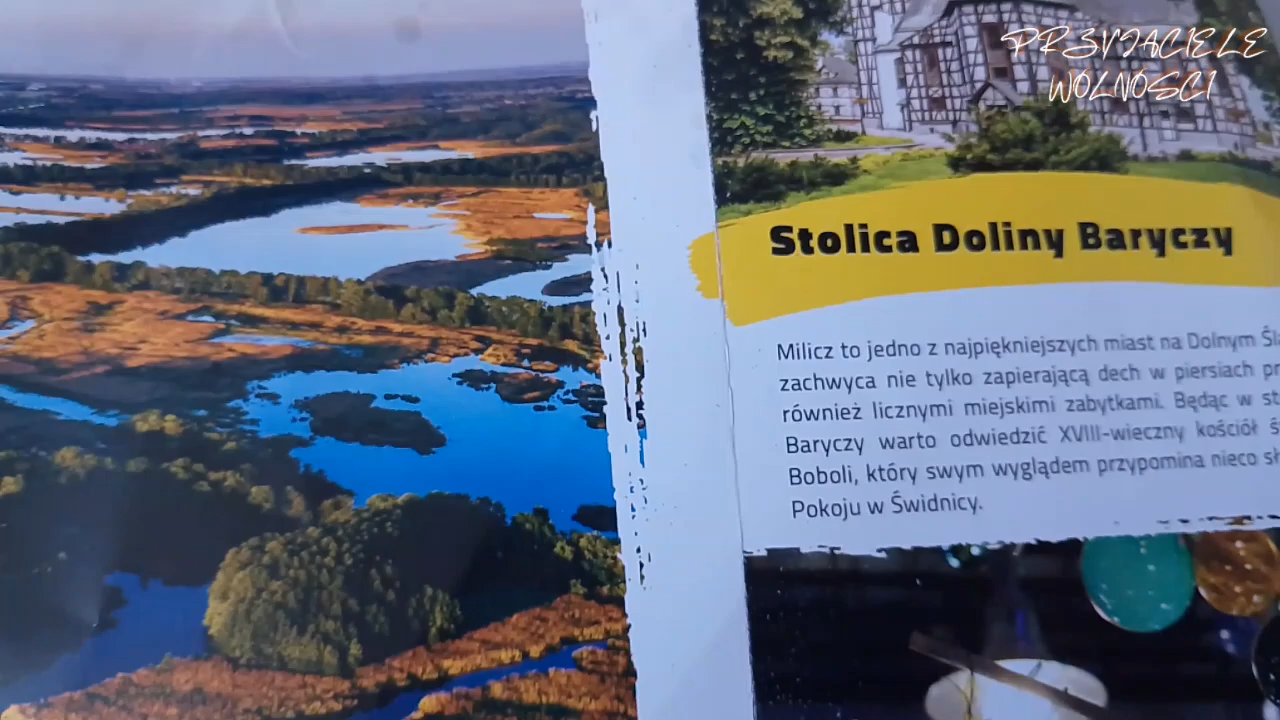 PRZYJACIELE
WOLNOSCI
Stolica Doliny Baryczy
Milicz to jedno z najpiękniejszych miast na Dolnym
zachwyca nie tylko zapierającą dech w piersiach
również licznymi miejskimi zabytkami. Będąc w
Baryczy warto odwiedzić XVIII-wieczny kościół
Boboli, który swym wyglądem przypomina nieco
Pokoju w Świdnicy.